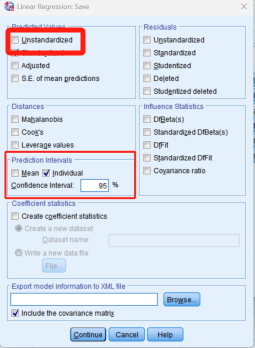 Linear Regression: Save
Predicted Values
Unstandardized
Adjusted
S.E. of mean predictions
Residuals
Unstandardized
Standardized
Studentized
Deleted
Studentized deleted
Distances
Mahalanobis
Cook's
Leverage values
Influence Statistics
DfBeta(s)
Standardized DfBeta(s)
DfFit
Standardized DfFit
Covariance ratio
Prediction Intervals
Mean Individual
Confidence Interval: 95 %
Coefficient statistics
Create coefficient statistics
Create a new dataset
Dataset name:
Write a new data file
File...
Export model information to XML file
Browse...
Include the covariance matrix
Continue Cancel Help